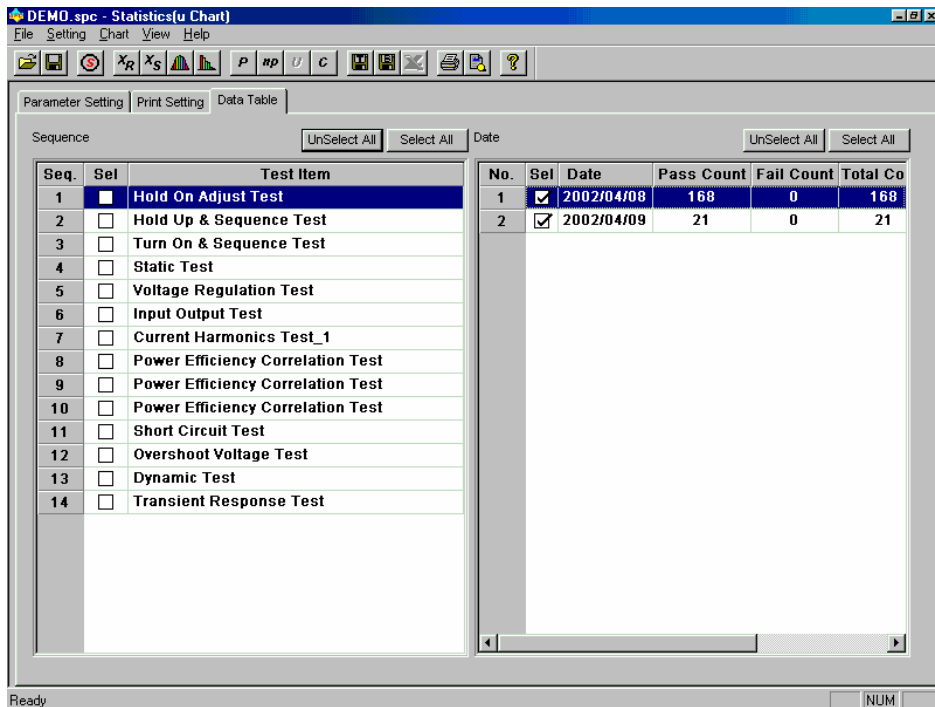 DEMO.spc - Statistics(u Chart)
File Setting Chart View Help
S XR XS P np U C ?
Parameter Setting Print Setting Data Table
Sequence UnSelect All Select All Date UnSelect All Select All
Seq. Sel Test Item
1 Hold On Adjust Test
2 Hold Up & Sequence Test
3 Turn On & Sequence Test
4 Static Test
5 Voltage Regulation Test
6 Input Output Test
7 Current Harmonics Test_1
8 Power Efficiency Correlation Test
9 Power Efficiency Correlation Test
10 Power Efficiency Correlation Test
11 Short Circuit Test
12 Overshoot Voltage Test
13 Dynamic Test
14 Transient Response Test
No. Sel Date Pass Count Fail Count Total Co
1 2002/04/08 168 0 168
2 2002/04/09 21 0 21
Ready NUM